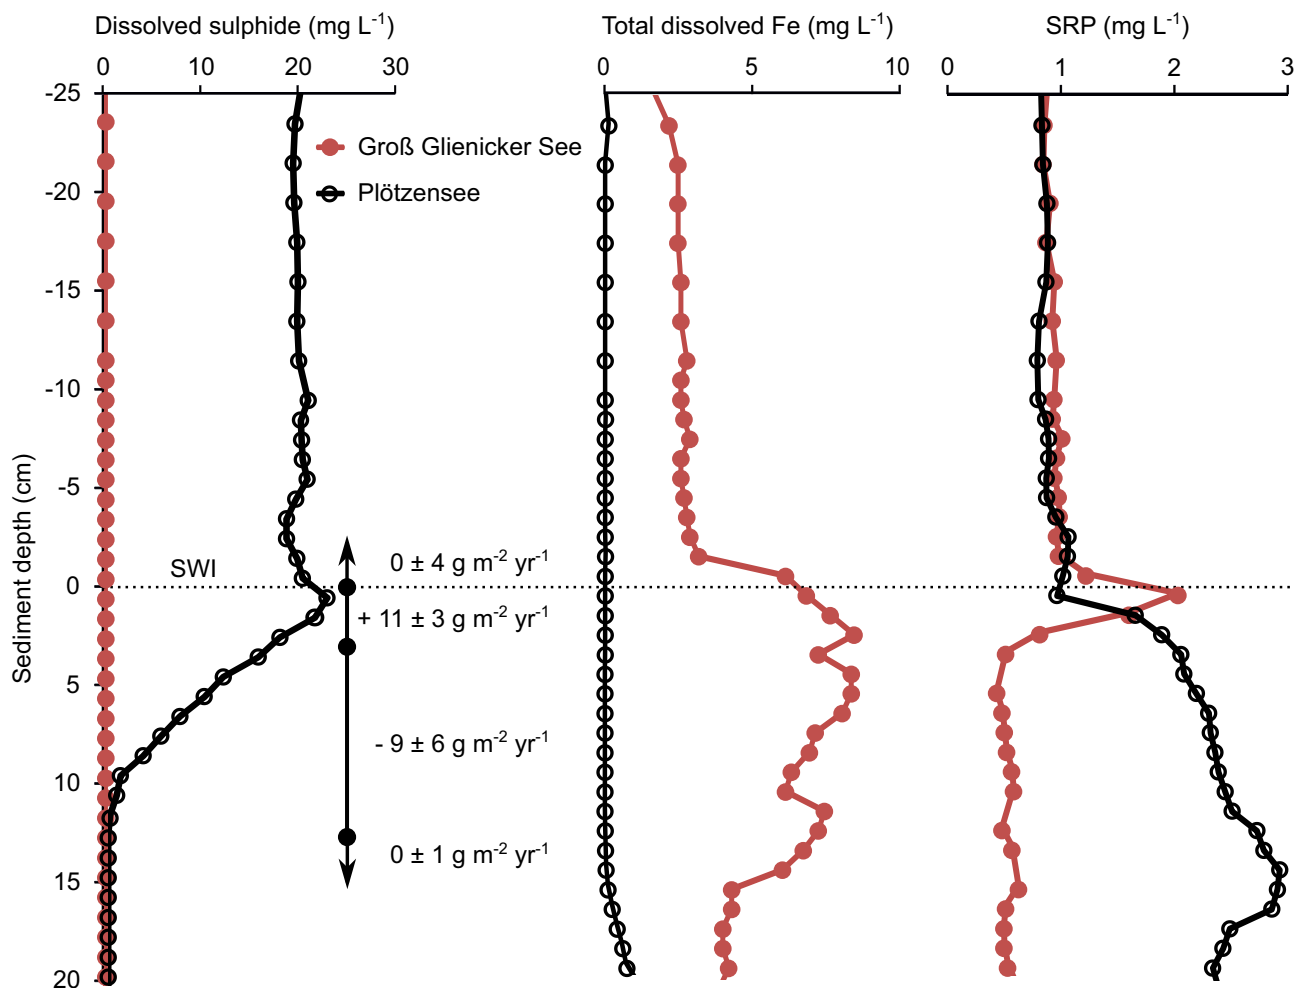 Dissolved sulphide (mg L-1)
Total dissolved Fe (mg L-1)
SRP (mg L-1)
0 10 20 30
0 5 10
0 1 2 3
-25
Groß Glienicker See
Plötzensee
-20
-15
-10
-5
0
5
10
15
20
Sediment depth (cm)
SWI
0 ± 4 g m-2 yr-1
+ 11 ± 3 g m-2 yr-1
- 9 ± 6 g m-2 yr-1
0 ± 1 g m-2 yr-1